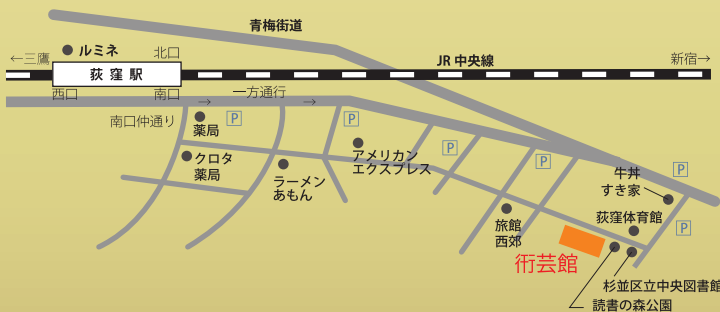 青梅街道
←三鷹
ルミネ
北口
JR中央線
新宿→
荻窪駅
西口
南口
一方通行
南口仲通り
P
薬局
P
クロタ
薬局
アメリカン
エクスプレス
P
P
P
ラーメン
あもん
牛丼
すき家
荻窪体育館
P
旅館
西郊
衎芸館
杉並区立中央図書館
読書の森公園